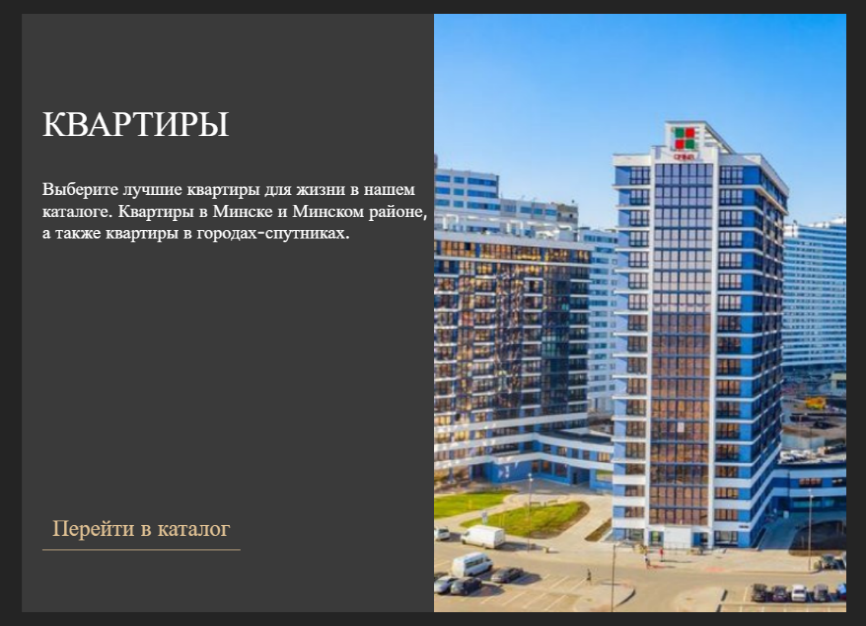 КВАРТИРЫ
Выберите лучшие квартиры для жизни в нашем
каталоге. Квартиры в Минске и Минском районе,
а также квартиры в городах-спутниках.
Перейти в каталог